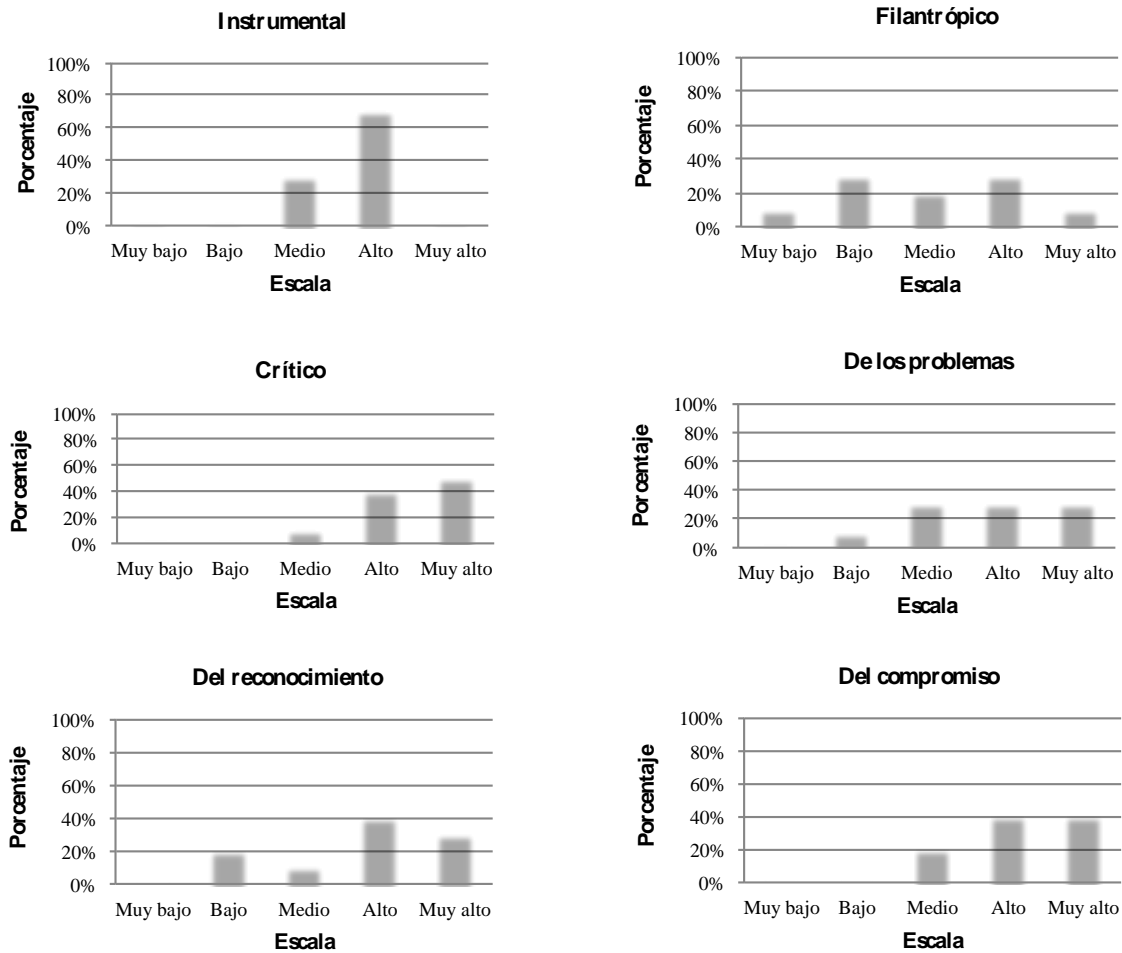 Instrumental
100%
80%
60%
40%
20%
0%
Porcentaje
Muy bajo Bajo Medio Alto Muy alto
Escala
Filantrópico
100%
80%
60%
40%
20%
0%
Porcentaje
Muy bajo Bajo Medio Alto Muy alto
Escala
Crítico
100%
80%
60%
40%
20%
0%
Porcentaje
Muy bajo Bajo Medio Alto Muy alto
Escala
De los problemas
100%
80%
60%
40%
20%
0%
Porcentaje
Muy bajo Bajo Medio Alto Muy alto
Escala
Del reconocimiento
100%
80%
60%
40%
20%
0%
Porcentaje
Muy bajo Bajo Medio Alto Muy alto
Escala
Del compromiso
100%
80%
60%
40%
20%
0%
Porcentaje
Muy bajo Bajo Medio Alto Muy alto
Escala